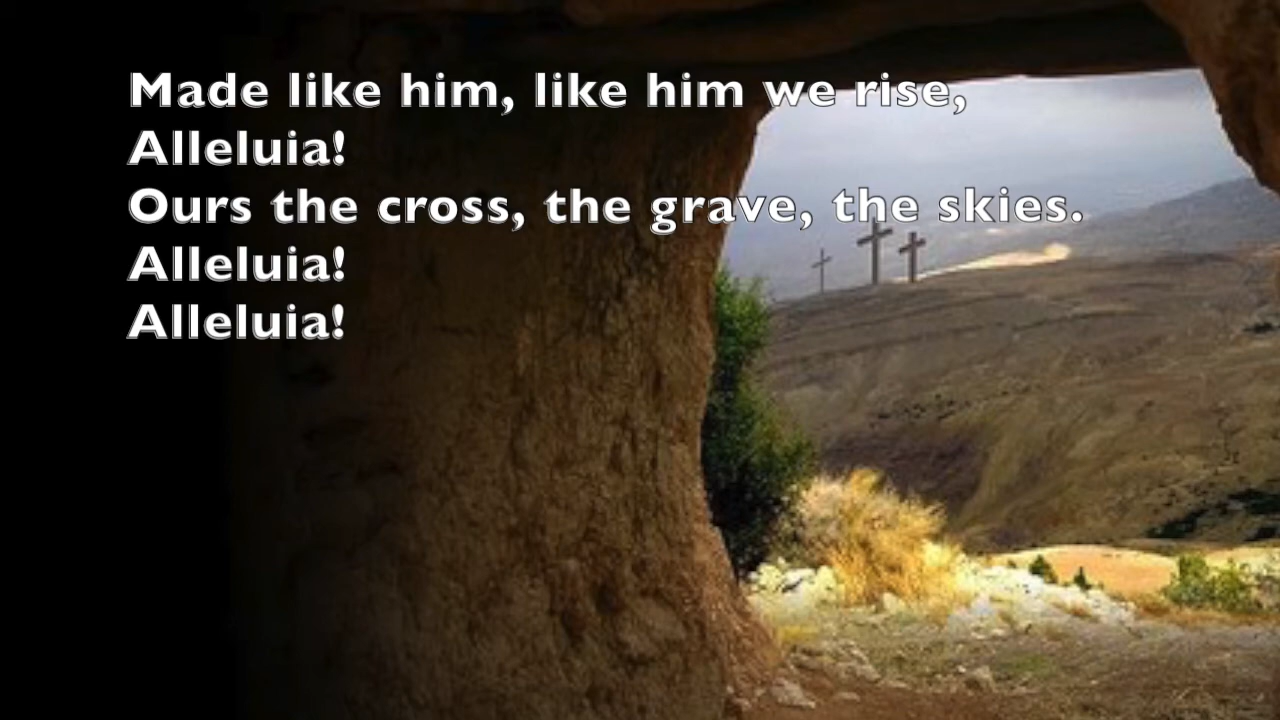 Made like him, like him we rise,
Alleluia!
Ours the cross, the grave, the skies.
Alleluia!
Alleluia!